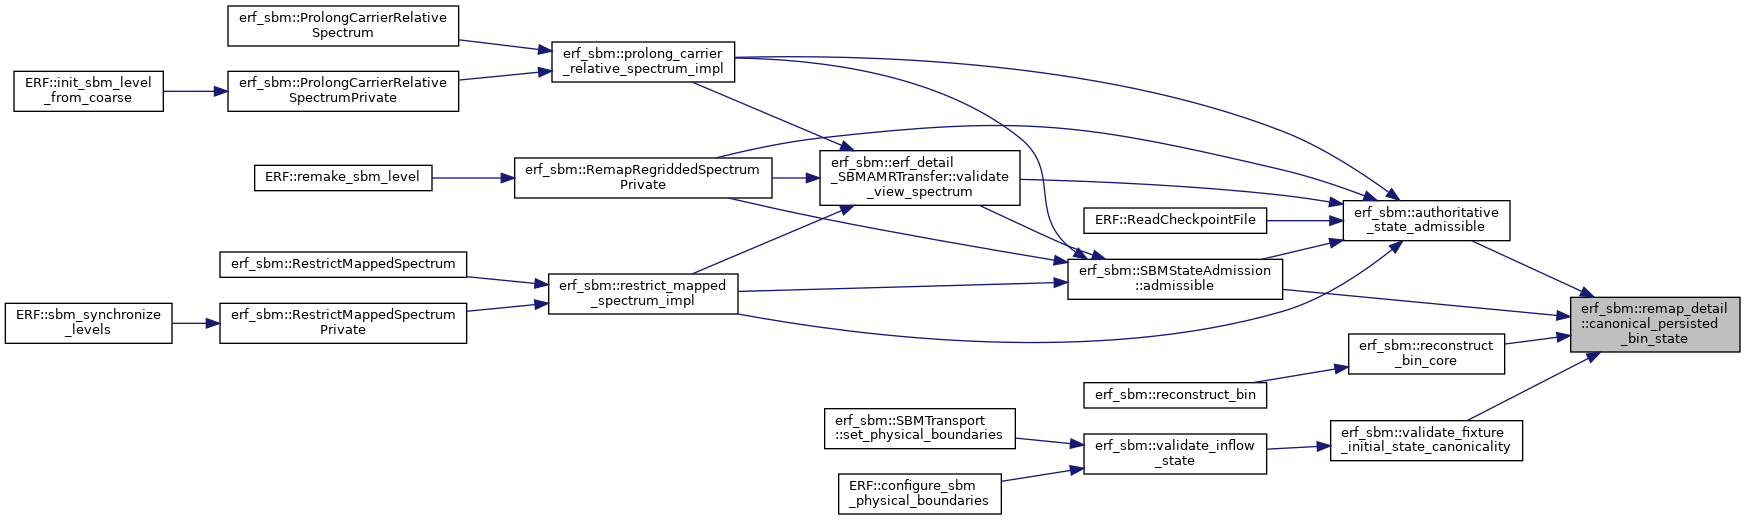 erf_sbm::ProlongCarrierRelative
Spectrum
ERF::init_sbm_level
_from_coarse
erf_sbm::ProlongCarrierRelative
SpectrumPrivate
erf_sbm::prolong_carrier
_relative_spectrum_impl
ERF::remake_sbm_level
erf_sbm::RemapRegriddedSpectrum
Private
erf_sbm::erf_detail
_SBMAMRTransfer::validate
_view_spectrum
ERF::ReadCheckpointFile
erf_sbm::authoritative
_state_admissible
erf_sbm::RestrictMappedSpectrum
erf_sbm::restrict_mapped
_spectrum_impl
erf_sbm::SBMStateAdmission
::admissible
ERF::sbm_synchronize
_levels
erf_sbm::RestrictMappedSpectrum
Private
erf_sbm::remap_detail
::canonical_persisted
_bin_state
erf_sbm::reconstruct
_bin_core
erf_sbm::reconstruct_bin
erf_sbm::SBMTransport
::set_physical_boundaries
erf_sbm::validate_inflow
_state
erf_sbm::validate_fixture
_initial_state_canonicality
ERF::configure_sbm
_physical_boundaries